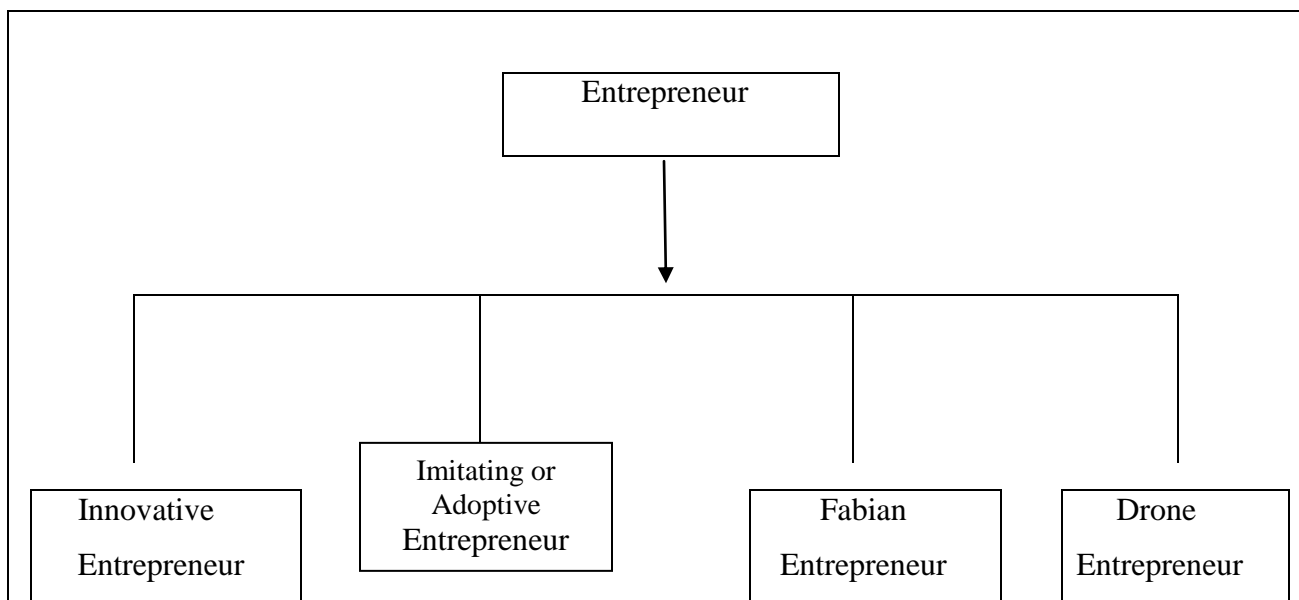 Entrepreneur
Innovative
Entrepreneur
Imitating or
Adoptive
Entrepreneur
Fabian
Entrepreneur
Drone
Entrepreneur